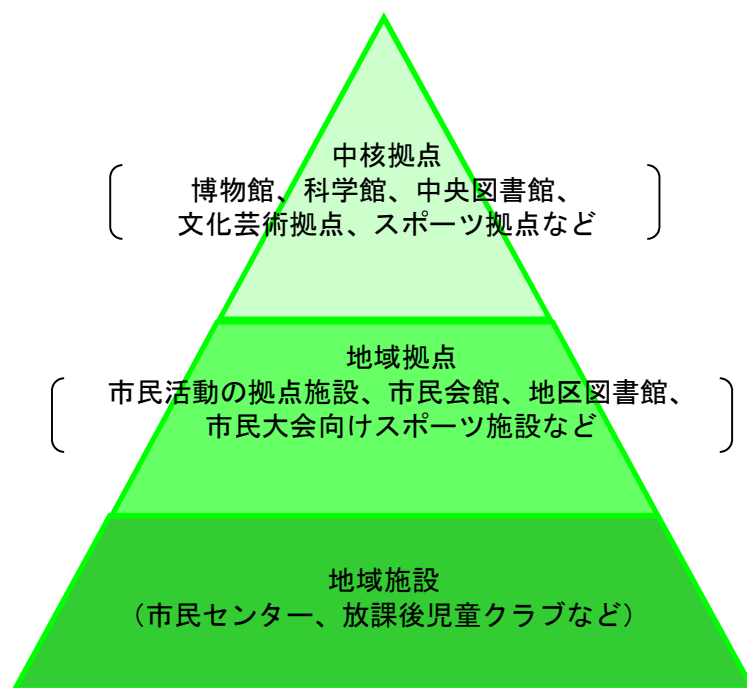 中核拠点
博物館、科学館、中央図書館、
文化芸術拠点、スポーツ拠点など
地域拠点
市民活動の拠点施設、市民会館、地区図書館、
市民大会向けスポーツ施設など
地域施設
（市民センター、放課後児童クラブなど）